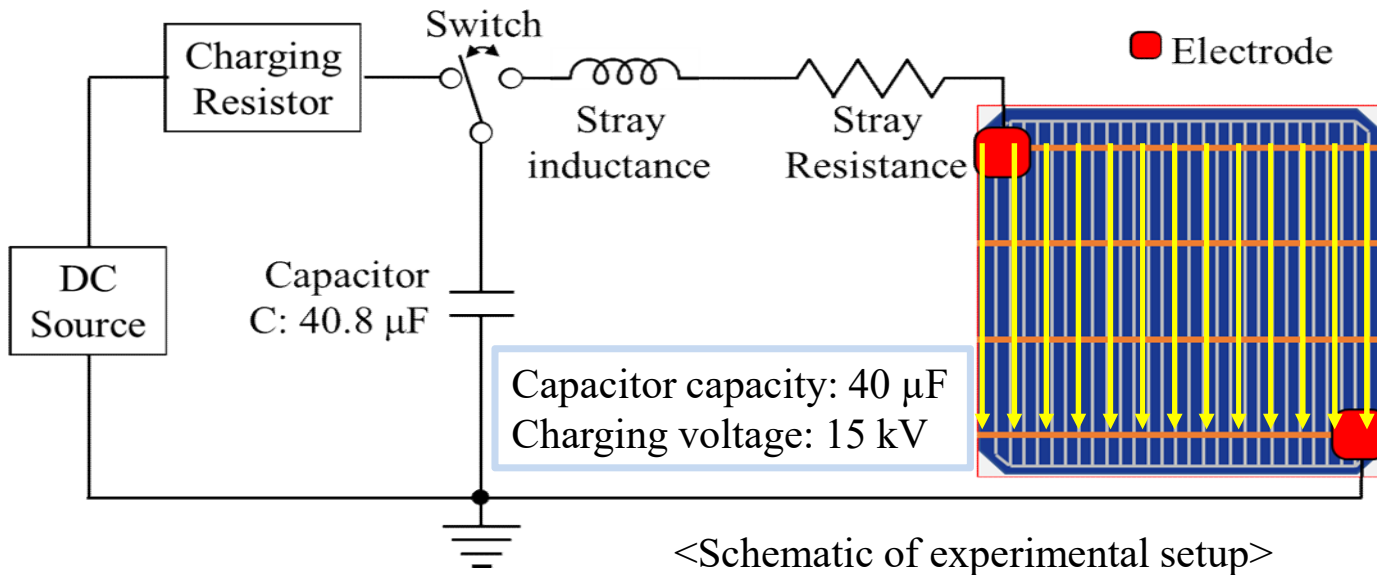 Switch
Electrode
Charging
Resistor
Stray
inductance
Stray
Resistance
DC
Source
Capacitor
C: 40.8 μF
Capacitor capacity: 40 μF
Charging voltage: 15 kV
<Schematic of experimental setup>